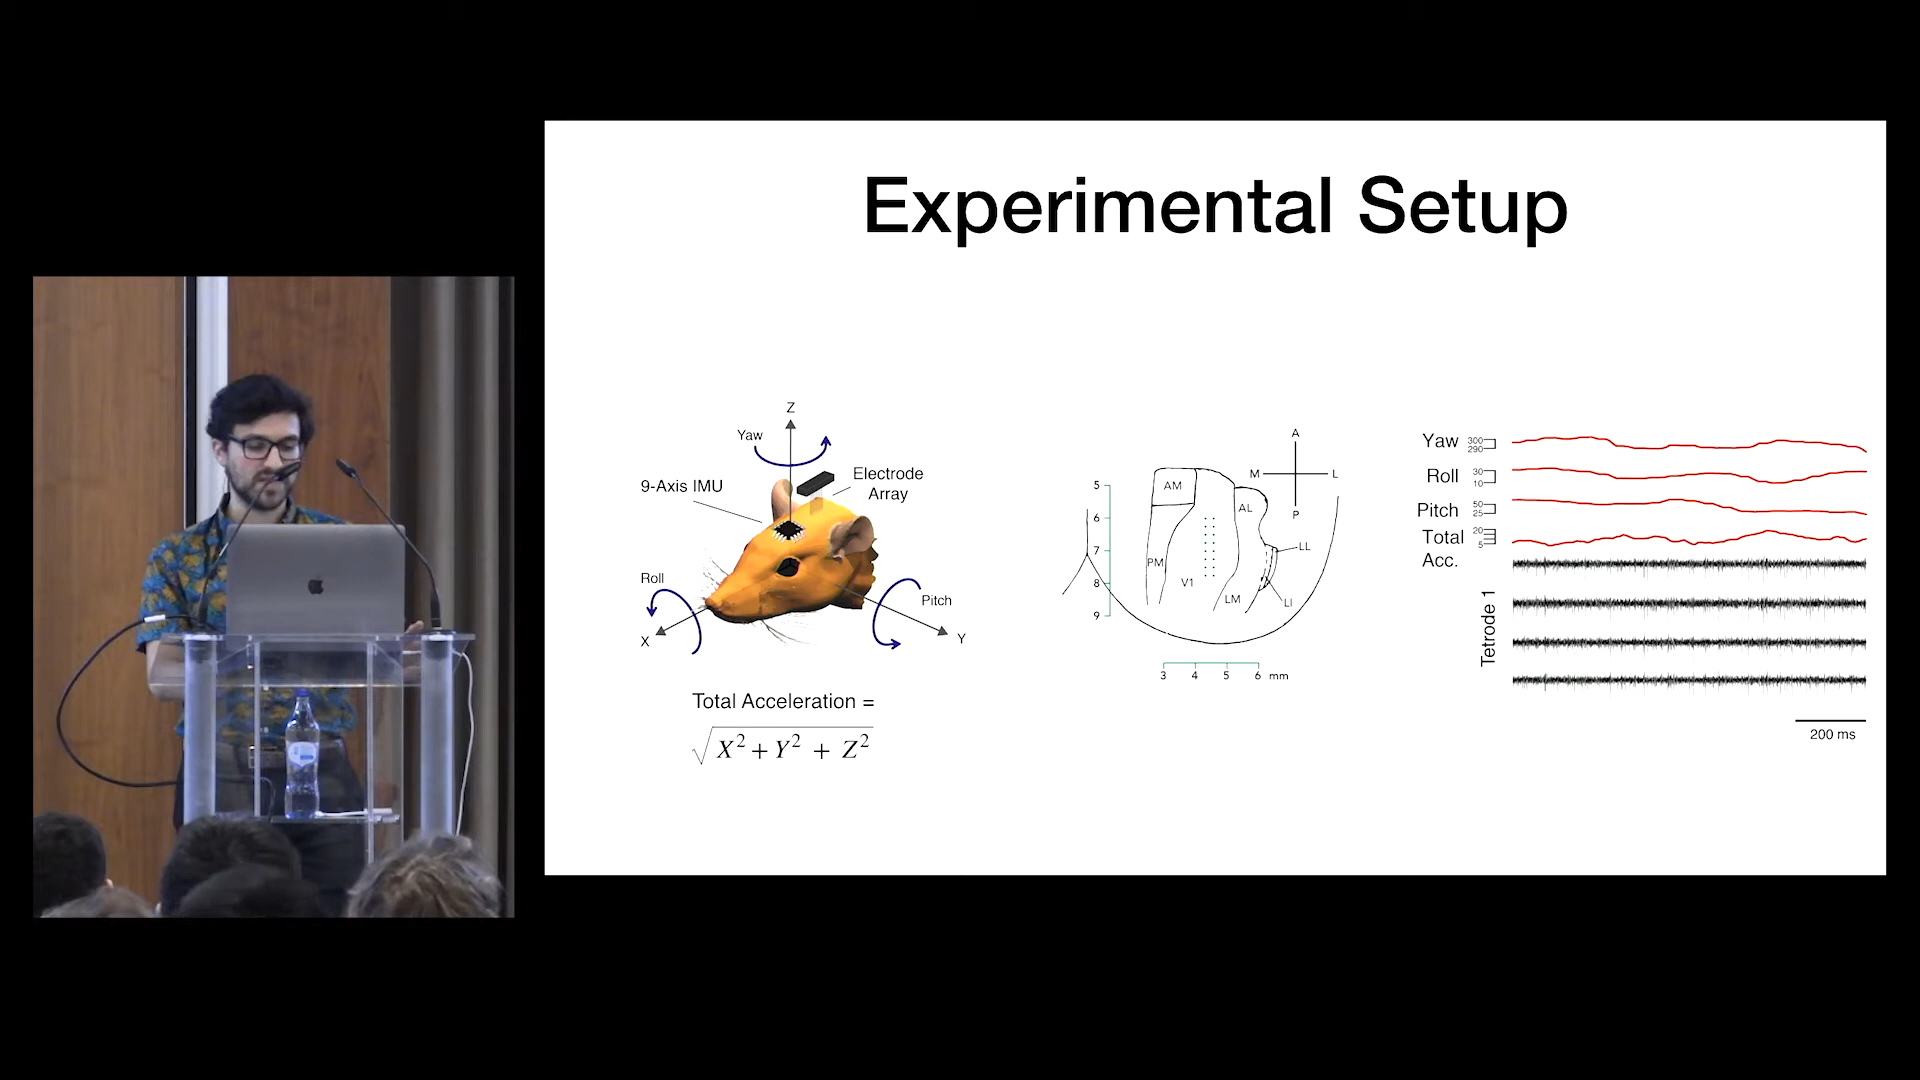 Experimental Setup
Z
Yaw
9-Axis IMU
Electrode
Array
Roll
Pitch
X
Y
Total Acceleration =
√X² + Y² + Z²
A
M
L
P
5
6
7
8
9
AM
AL
PM
V1
LM
LL
LI
3 4 5 6 mm
Yaw 300 290
Roll 30 10
Pitch 50 25
Total 20 5
Acc.
Tetrode 1
200 ms